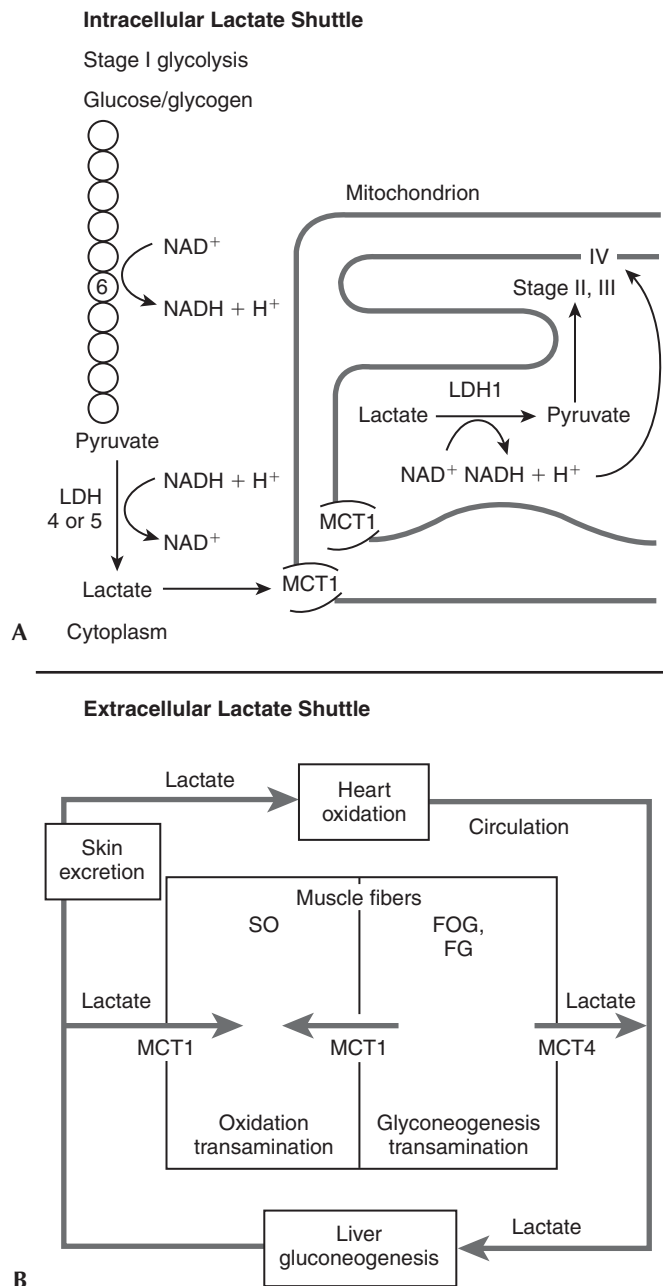 Intracellular Lactate Shuttle
Stage I glycolysis
Glucose/glycogen
Mitochondrion
NAD+
IV
6
Stage II, III
NADH + H+
LDH1
Lactate
Pyruvate
Pyruvate
NAD+ NADH + H+
LDH
4 or 5
NADH + H+
MCT1
NAD+
Lactate
MCT1
A
Cytoplasm
Extracellular Lactate Shuttle
Lactate
Heart
oxidation
Circulation
Skin
excretion
Muscle fibers
SO
FOG,
FG
Lactate
Lactate
MCT1
MCT1
MCT4
Oxidation
transamination
Glyconeogenesis
transamination
Liver
gluconeogenesis
Lactate
B